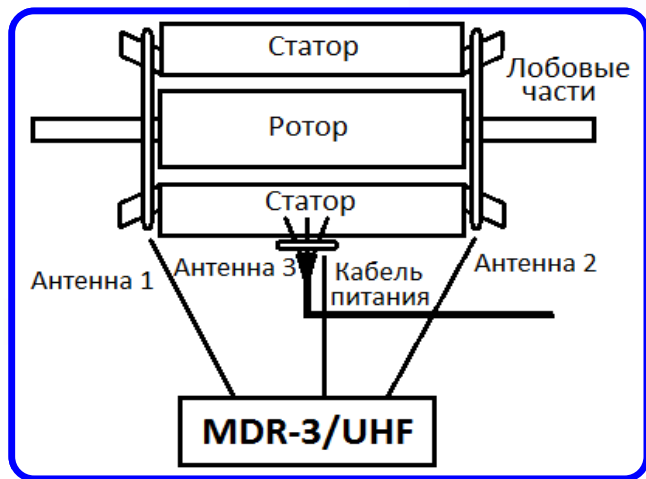 Статор
Лобовые
части
Ротор
Статор
Антенна 1
Антенна 3
Кабель
питания
Антенна 2
MDR-3/UHF